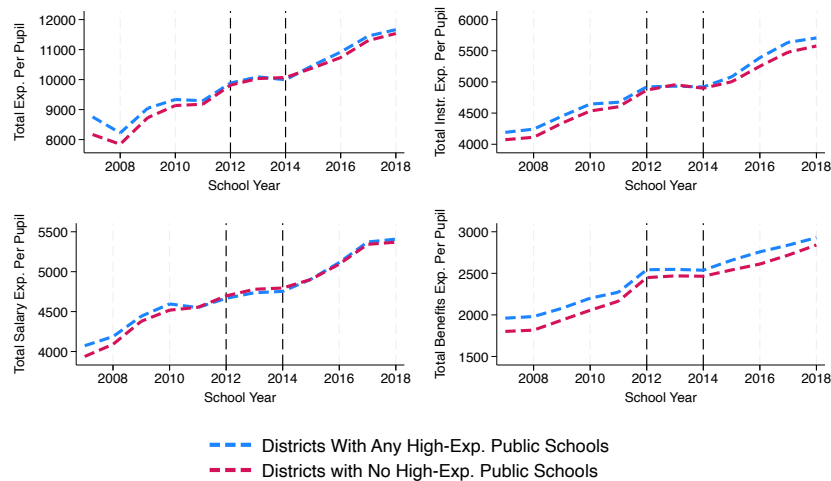 Total Exp. Per Pupil
12000
11000
10000
9000
8000
2008 2010 2012 2014 2016 2018
School Year
Total Instr. Exp. Per Pupil
6000
5500
5000
4500
4000
2008 2010 2012 2014 2016 2018
School Year
Total Salary Exp. Per Pupil
5500
5000
4500
4000
2008 2010 2012 2014 2016 2018
School Year
Total Benefits Exp. Per Pupil
3000
2500
2000
1500
2008 2010 2012 2014 2016 2018
School Year
Districts With Any High-Exp. Public Schools
Districts with No High-Exp. Public Schools